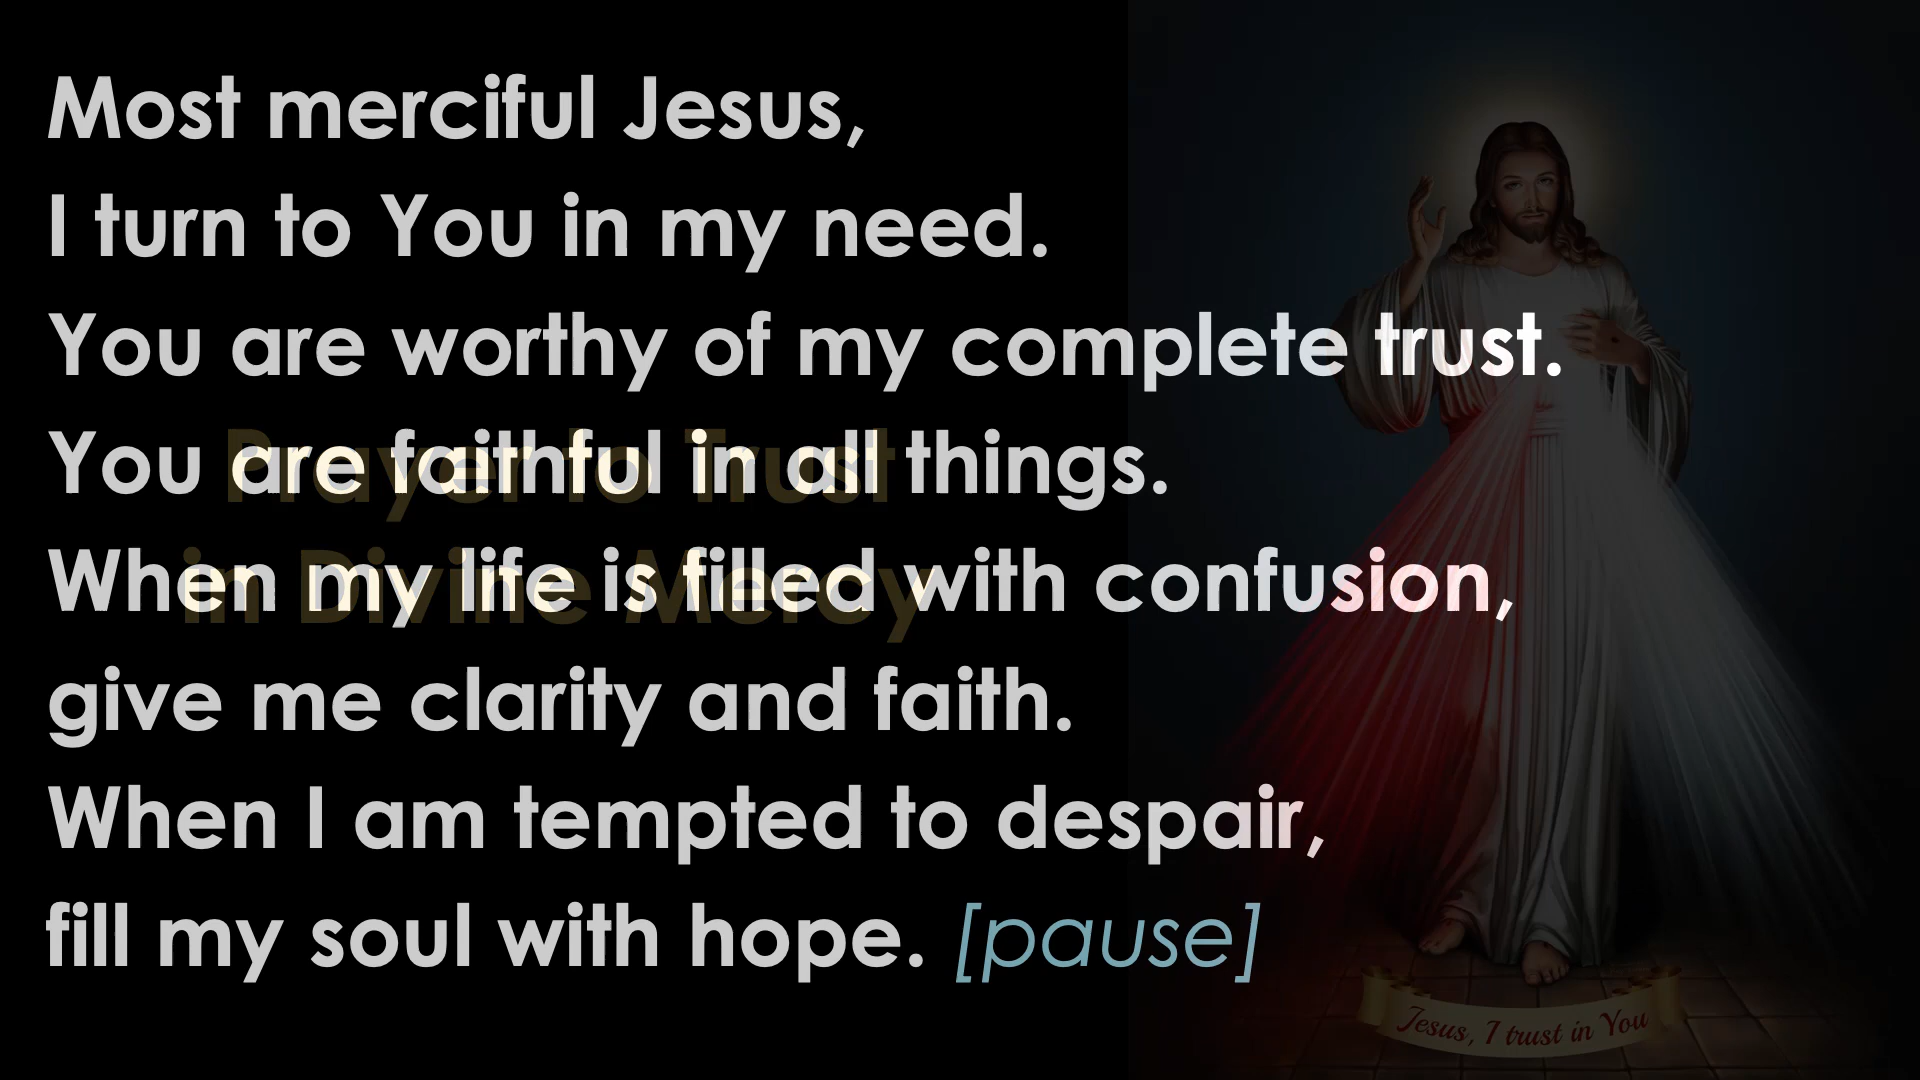 Most merciful Jesus,
I turn to You in my need.
You are worthy of my complete trust.
You are faithful in all things.
When my life is filled with confusion,
give me clarity and faith.
When I am tempted to despair,
fill my soul with hope. [pause]
Prayer to Trust
in Divine Mercy
Jesus, I trust in You